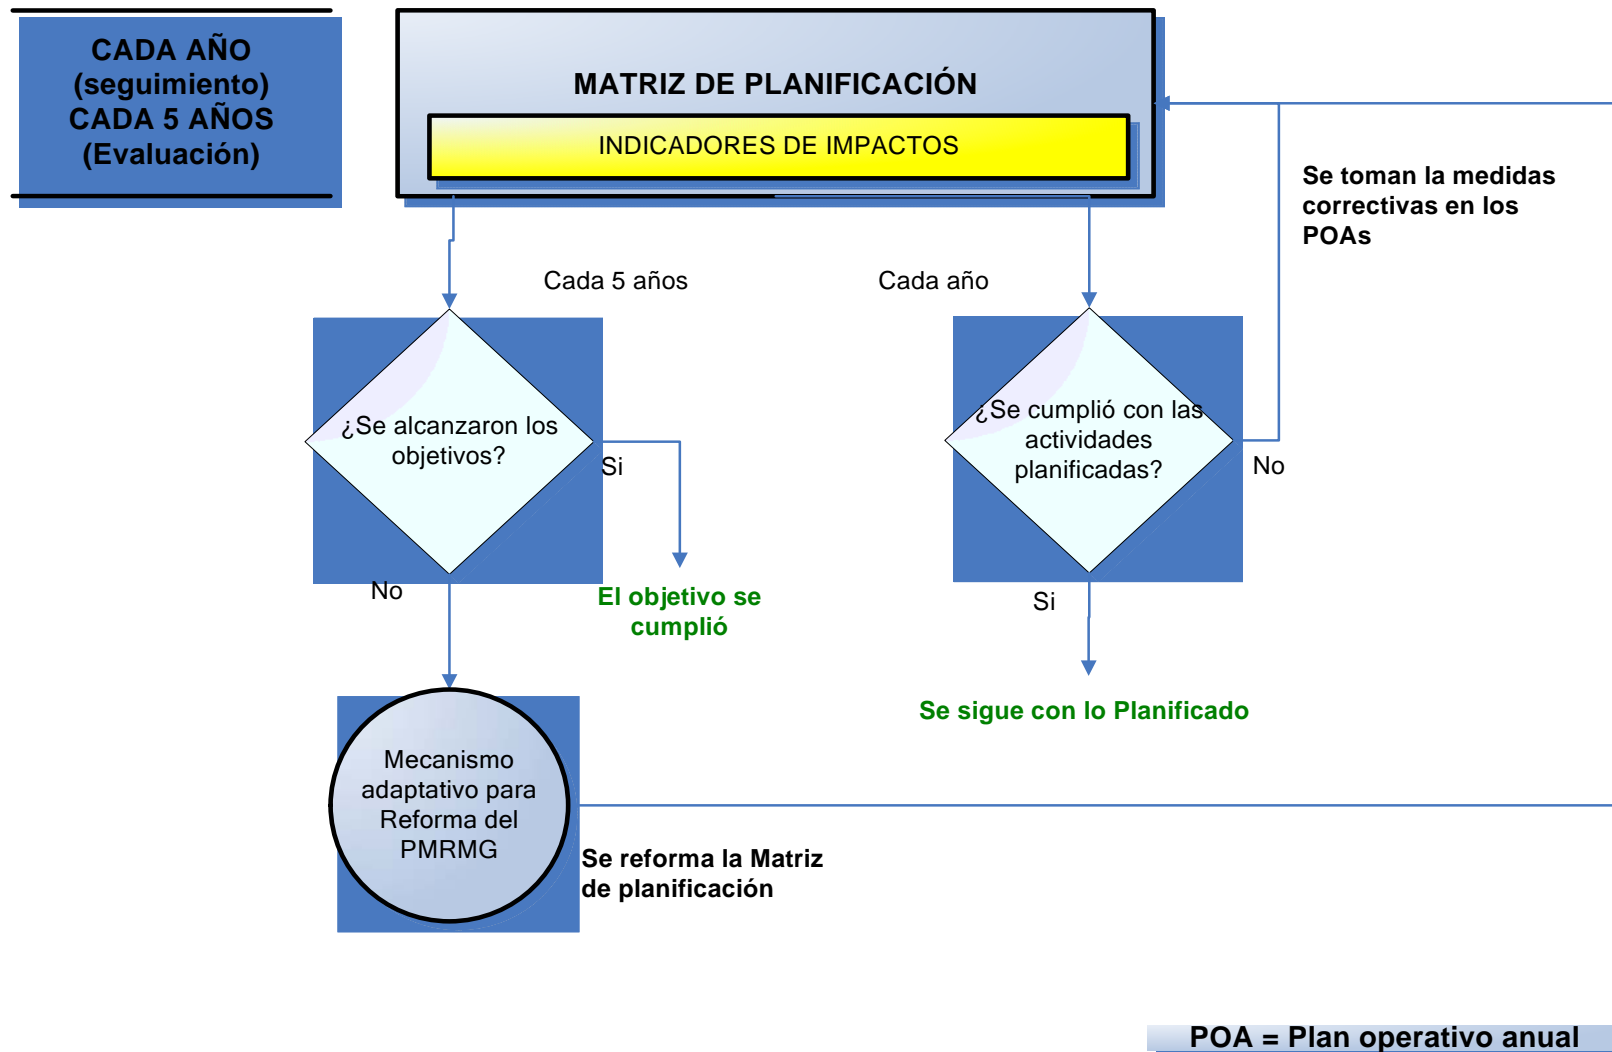 CADA AÑO
(seguimiento)
CADA 5 AÑOS
(Evaluación)
MATRIZ DE PLANIFICACIÓN
INDICADORES DE IMPACTOS
Se toman la medidas
correctivas en los
POAs
Cada 5 años
Cada año
¿Se alcanzaron los
objetivos?
Si
¿Se cumplió con las
actividades
planificadas?
No
No
El objetivo se
cumplió
Si
Se sigue con lo Planificado
Mecanismo
adaptativo para
Reforma del
PMRMG
Se reforma la Matriz
de planificación
POA = Plan operativo anual